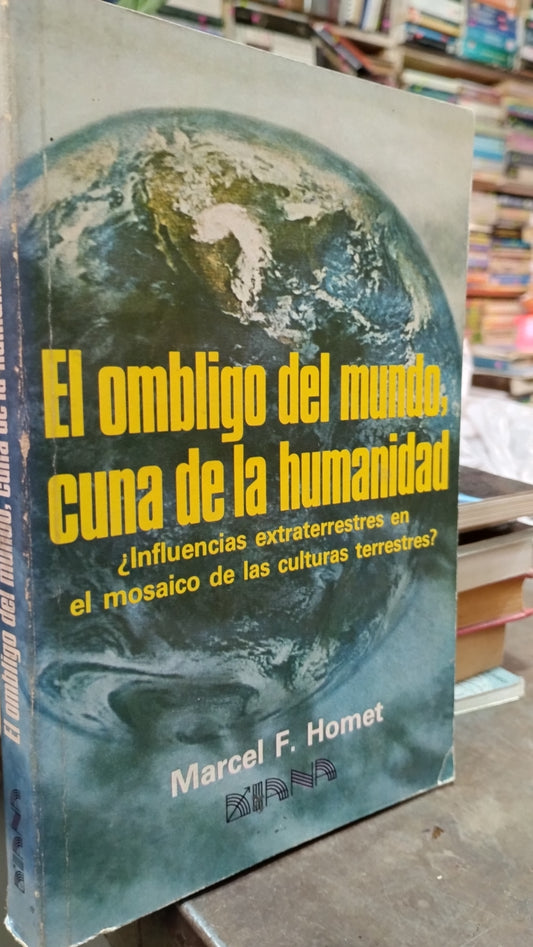 El ombligo del mundo,
cuna de la humanidad
¿Influencias extraterrestres en
el mosaico de las culturas terrestres?
Marcel F. Homet
DIANA
El ombligo del mundo, cuna de la
DIANA